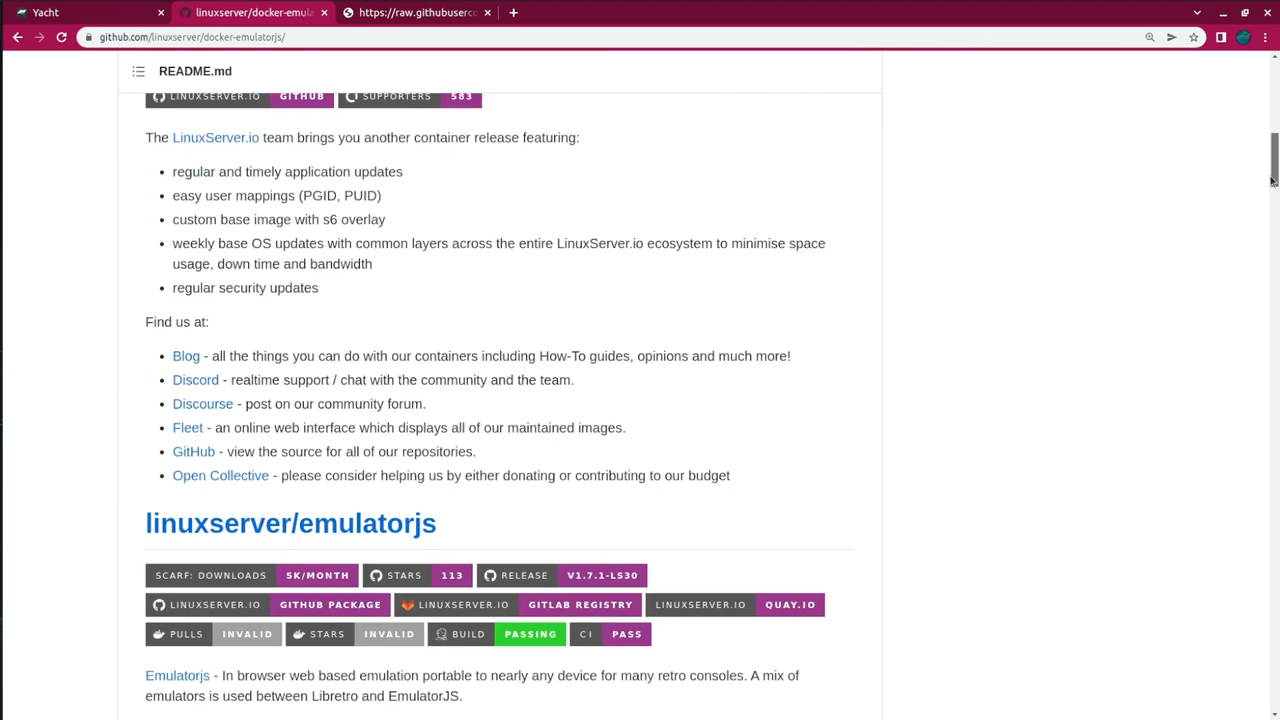 Yacht
linuxserver/docker-emula
https://raw.githubuserco
github.com/linuxserver/docker-emulatorjs/
README.md
LINUXSERVER.IO GITHUB SUPPORTERS 583
The LinuxServer.io team brings you another container release featuring:
regular and timely application updates
easy user mappings (PGID, PUID)
custom base image with s6 overlay
weekly base OS updates with common layers across the entire LinuxServer.io ecosystem to minimise space
usage, down time and bandwidth
regular security updates
Find us at:
Blog - all the things you can do with our containers including How-To guides, opinions and much more!
Discord - realtime support / chat with the community and the team.
Discourse - post on our community forum.
Fleet - an online web interface which displays all of our maintained images.
GitHub - view the source for all of our repositories.
Open Collective - please consider helping us by either donating or contributing to our budget
linuxserver/emulatorjs
SCARF: DOWNLOADS 5K/MONTH STARS 113 RELEASE V1.7.1-LS30
LINUXSERVER.IO GITHUB PACKAGE LINUXSERVER.IO GITLAB REGISTRY LINUXSERVER.IO QUAY.IO
PULLS INVALID STARS INVALID BUILD PASSING CI PASS
Emulatorjs - In browser web based emulation portable to nearly any device for many retro consoles. A mix of
emulators is used between Libretro and EmulatorJS.